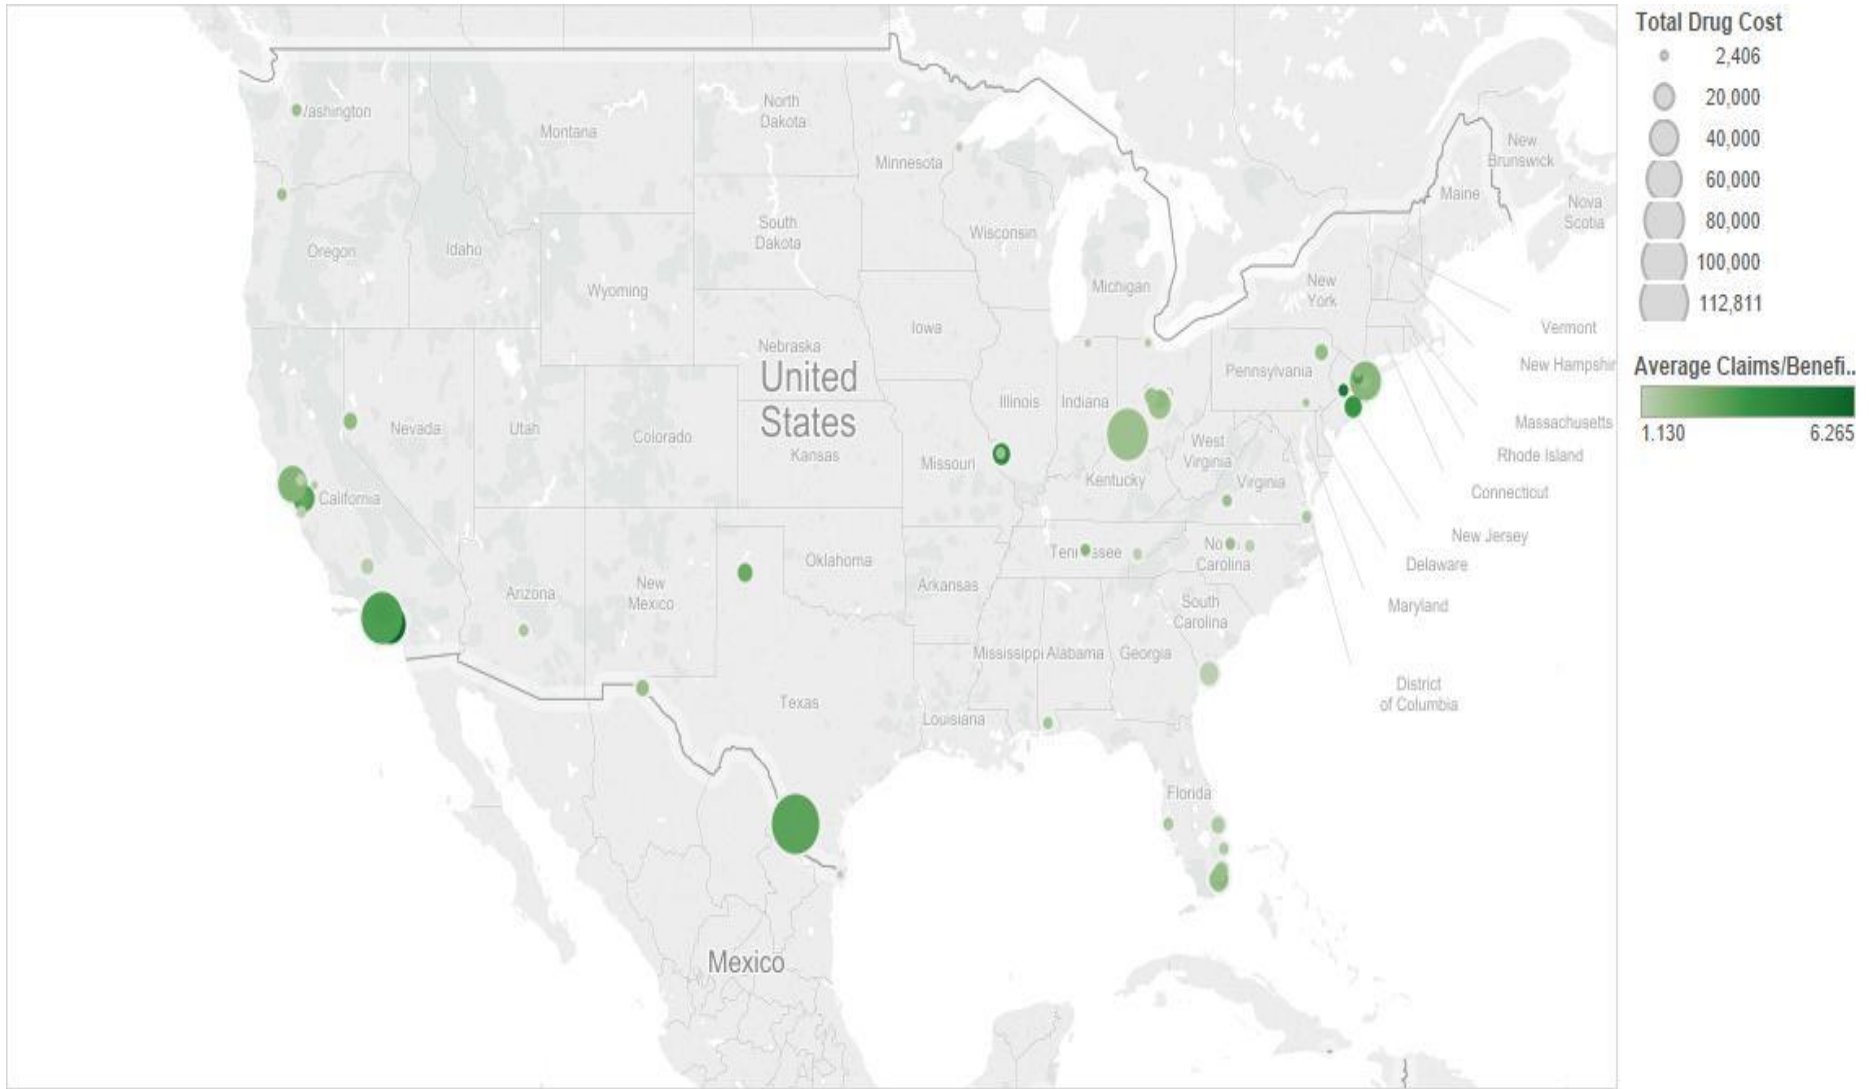 Total Drug Cost
2,406
20,000
40,000
60,000
80,000
100,000
112,811
Average Claims/Benefi..
1.130
6.265
Washington
Montana
North
Dakota
Minnesota
New
Brunswick
Maine
Nova
Scotia
Oregon
Idaho
South
Dakota
Wisconsin
Wyoming
Michigan
New
York
Vermont
Iowa
Nebraska
New Hampshir
United
States
Pennsylvania
Illinois
Indiana
Nevada
Utah
Colorado
Kansas
Missouri
West
Virginia
Massachusetts
Rhode Island
Kentucky
Virginia
California
Connecticut
New Jersey
Oklahoma
Tennessee
No
Carolina
Delaware
Arizona
New
Mexico
Arkansas
Maryland
South
Carolina
Mississippi
Alabama
Georgia
District
of Columbia
Texas
Louisiana
Florida
Mexico